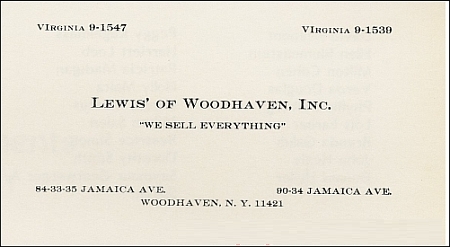 VIrginia 9-1547 VIrginia 9-1539
Lewis' of Woodhaven, Inc.
"WE SELL EVERYTHING"
84-33-35 JAMAICA AVE. 90-34 JAMAICA AVE.
WOODHAVEN, N. Y. 11421